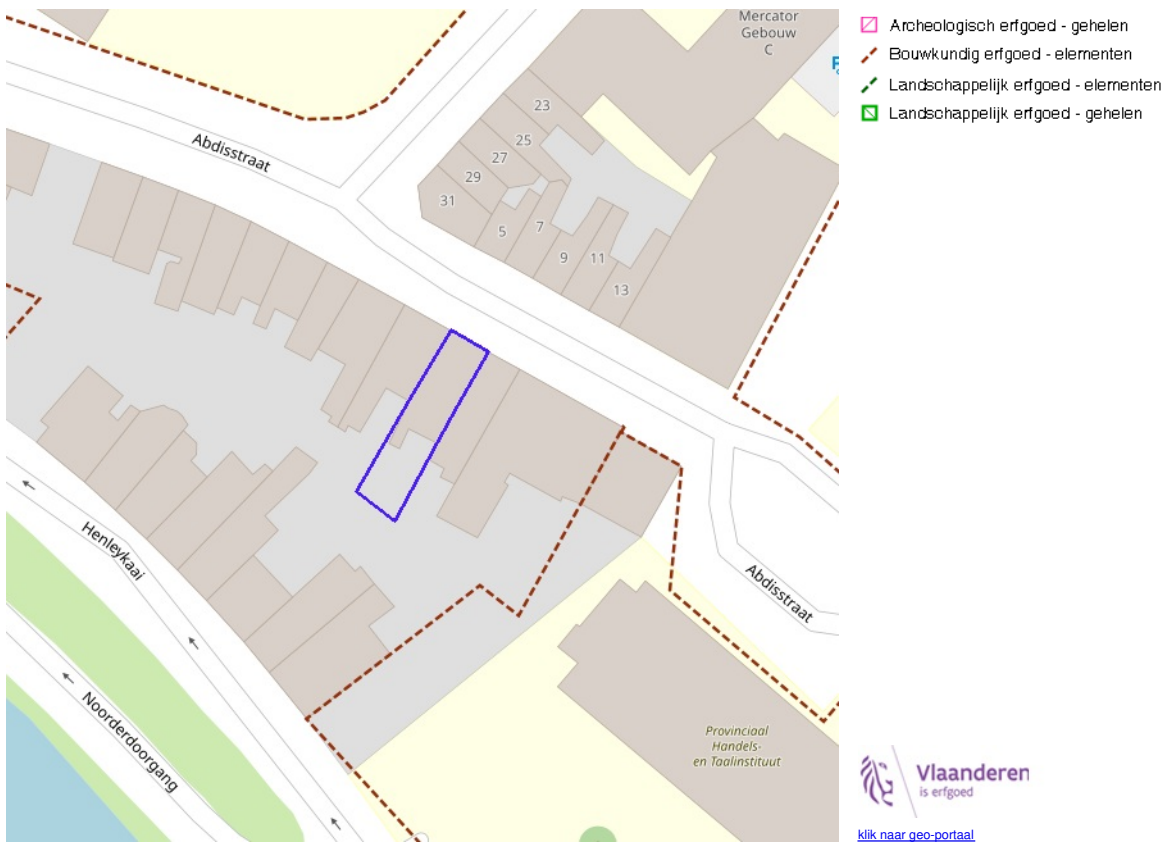 Mercator
Gebouw
C
P
23
25
27
29
31
5
7
9
11
13
Abdisstraat
Henleykaai
Noorderdoorgang
Abdisstraat
Provinciaal
Handels-
en Taalinstituut
Archeologisch erfgoed - gehelen
Bouwkundig erfgoed - elementen
Landschappelijk erfgoed - elementen
Landschappelijk erfgoed - gehelen
Vlaanderen
is erfgoed
klik naar geo-portaal